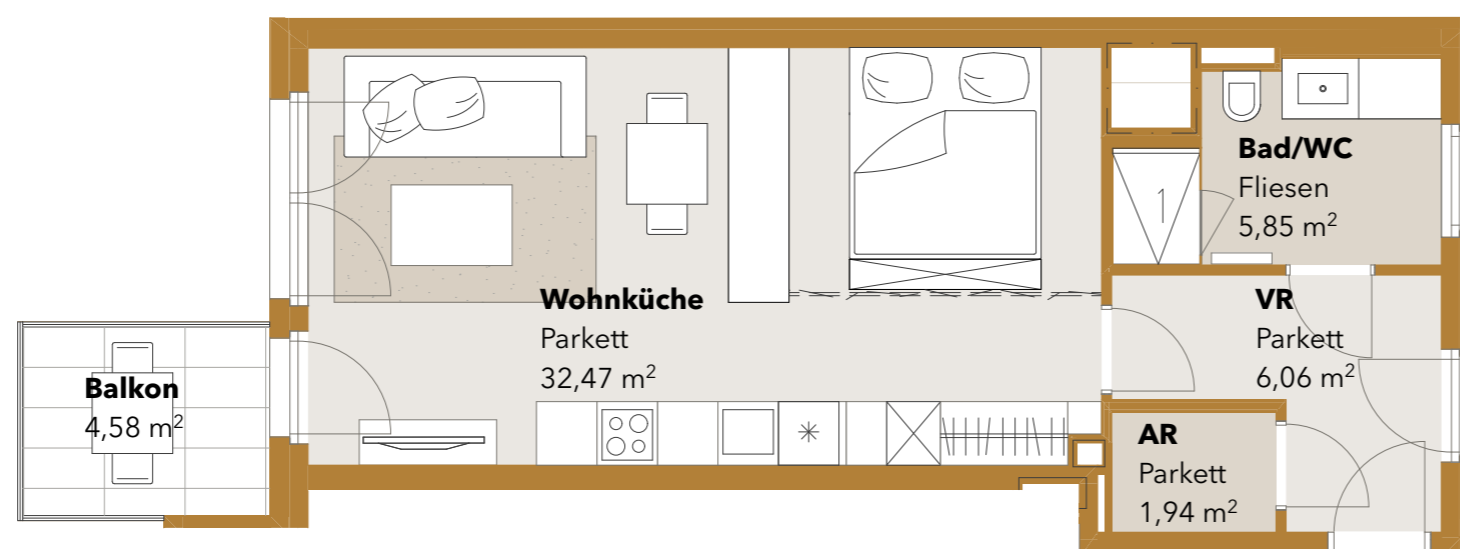 Balkon
4,58 m²
Wohnküche
Parkett
32,47 m²
1
Bad/WC
Fliesen
5,85 m²
VR
Parkett
6,06 m²
AR
Parkett
1,94 m²